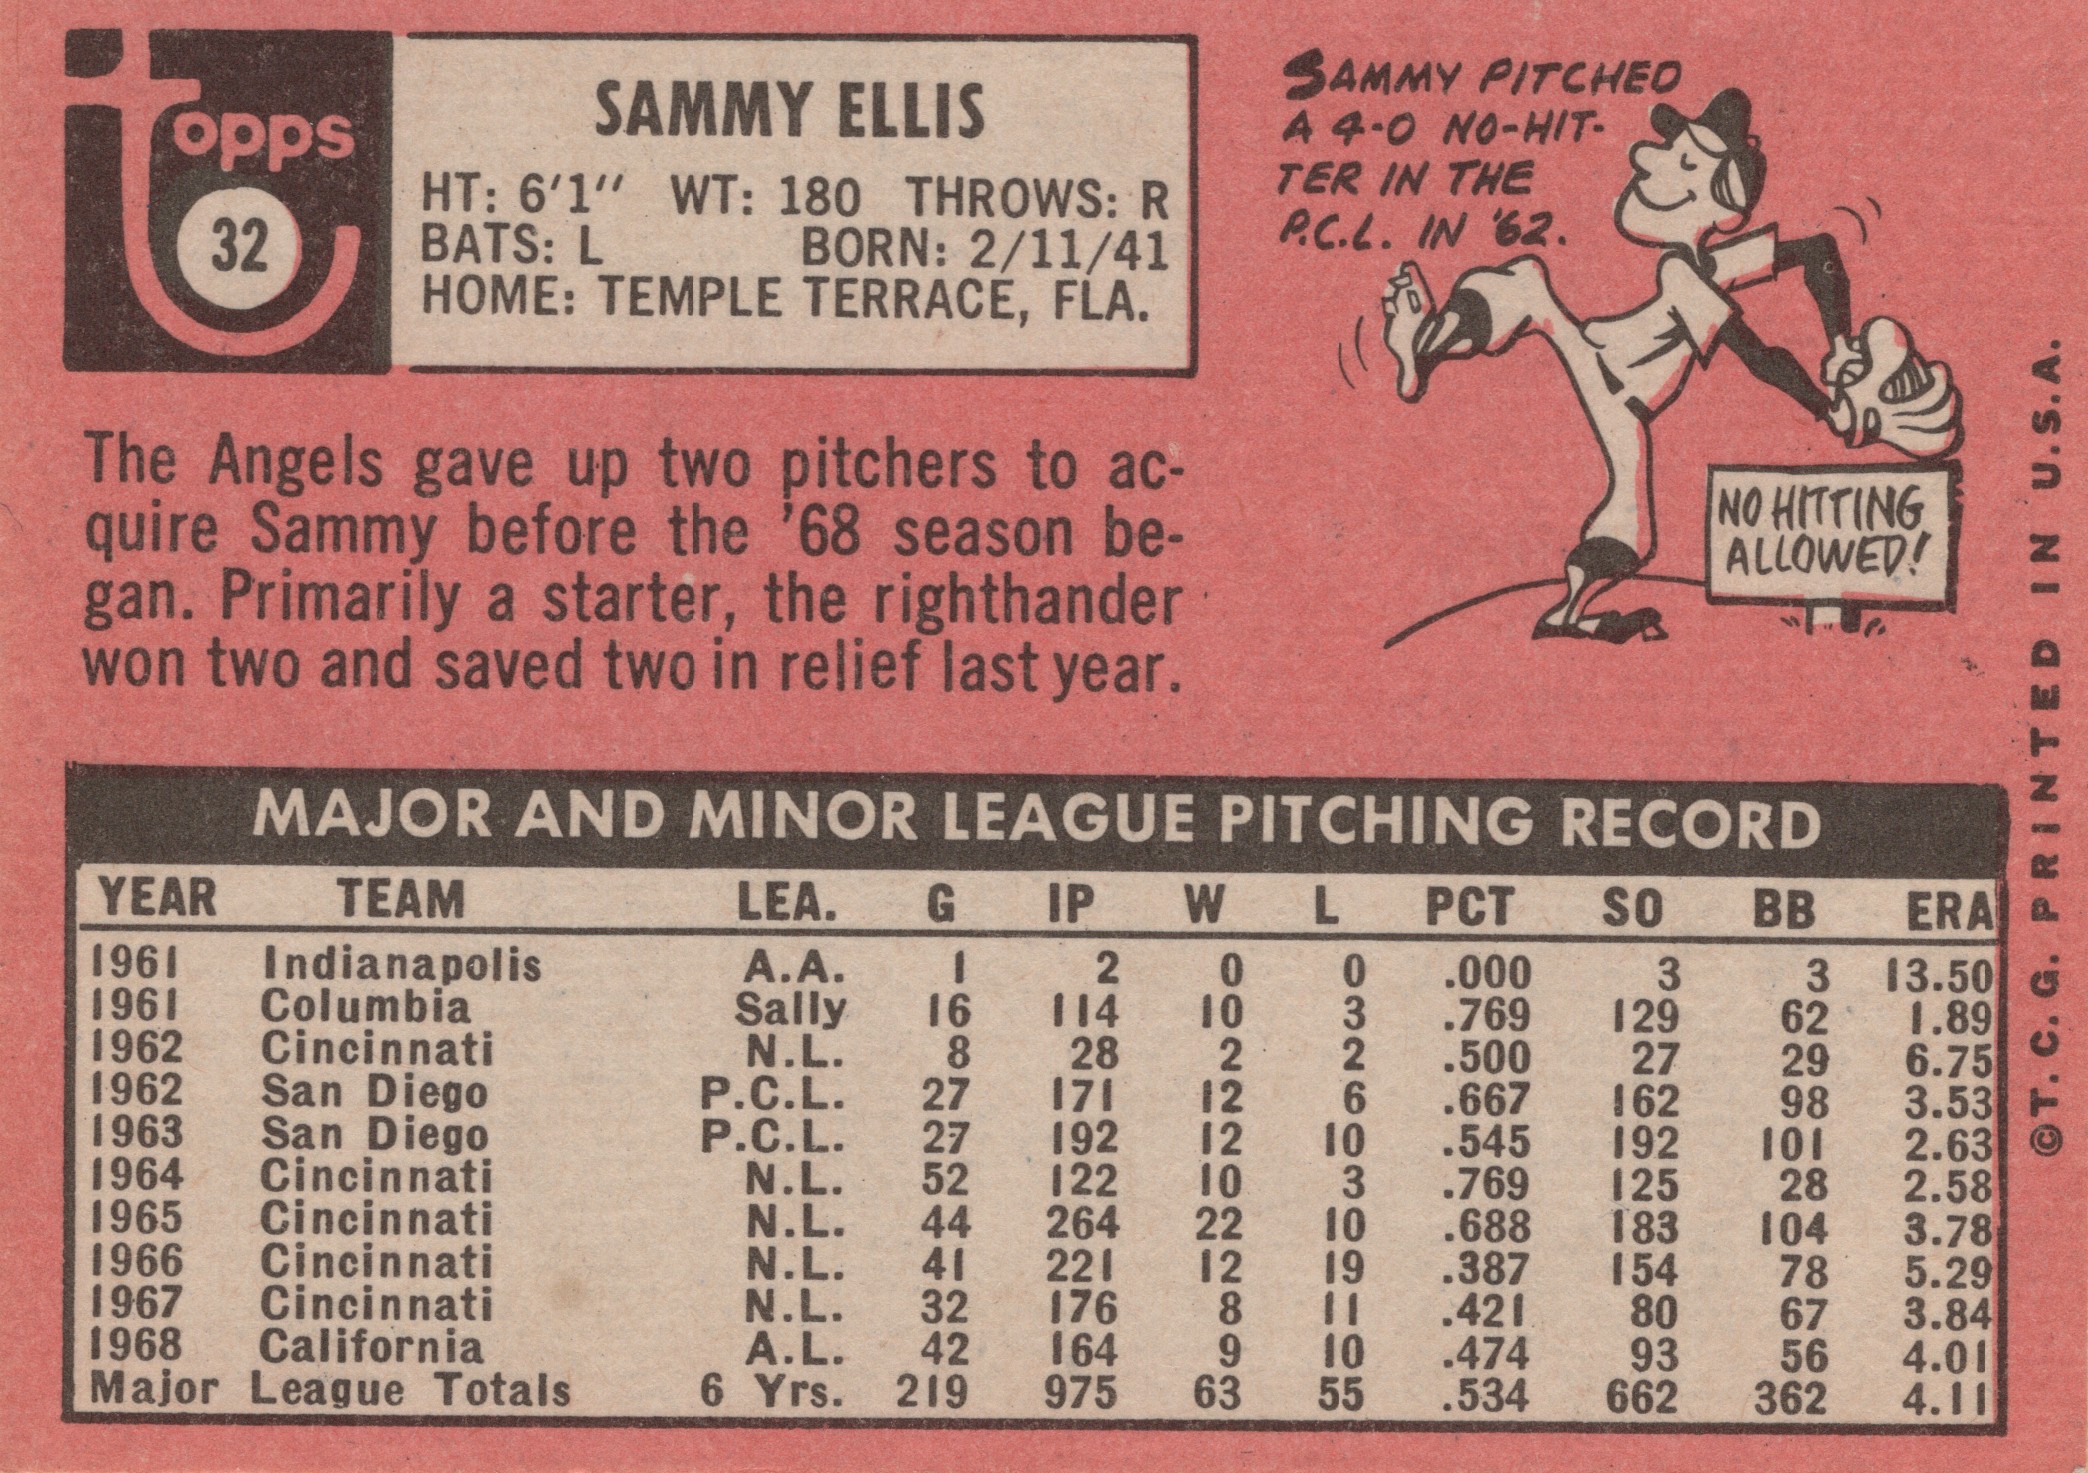 topps
32
SAMMY ELLIS
HT: 6'1" WT: 180 THROWS: R
BATS: L BORN: 2/11/41
HOME: TEMPLE TERRACE, FLA.
SAMMY PITCHED
A 4-0 NO-HIT-
TER IN THE
P.C.L. IN '62.
NO HITTING
ALLOWED!
The Angels gave up two pitchers to ac-
quire Sammy before the '68 season be-
gan. Primarily a starter, the righthander
won two and saved two in relief last year.
MAJOR AND MINOR LEAGUE PITCHING RECORD
YEAR TEAM LEA. G IP W L PCT SO BB ERA
1961 Indianapolis A.A. 1 2 0 0 .000 3 3 13.50
1961 Columbia Sally 16 114 10 3 .769 129 62 1.89
1962 Cincinnati N.L. 8 28 2 2 .500 27 29 6.75
1962 San Diego P.C.L. 27 171 12 6 .667 162 98 3.53
1963 San Diego P.C.L. 27 192 12 10 .545 192 101 2.63
1964 Cincinnati N.L. 52 122 10 3 .769 125 28 2.58
1965 Cincinnati N.L. 44 264 22 10 .688 183 104 3.78
1966 Cincinnati N.L. 41 221 12 19 .387 154 78 5.29
1967 Cincinnati N.L. 32 176 8 11 .421 80 67 3.84
1968 California A.L. 42 164 9 10 .474 93 56 4.01
Major League Totals 6 Yrs. 219 975 63 55 .534 662 362 4.11
©T.C.G. PRINTED IN U.S.A.